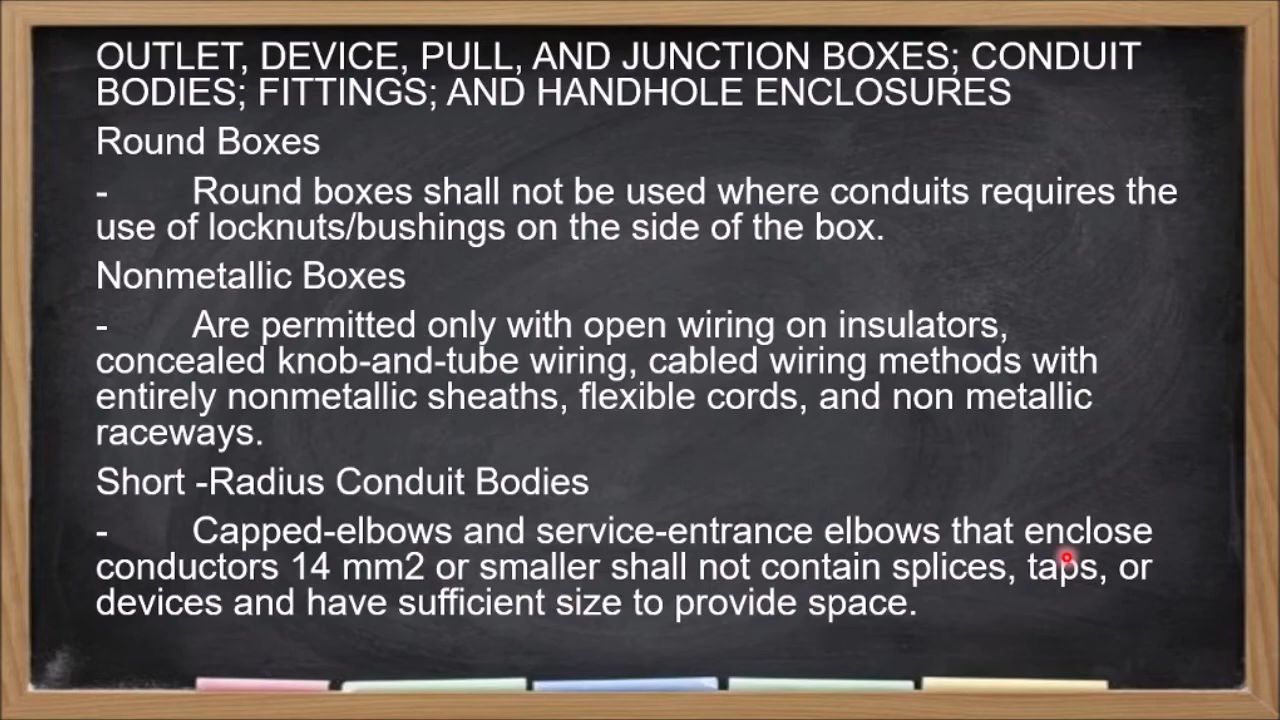 OUTLET, DEVICE, PULL, AND JUNCTION BOXES; CONDUIT
BODIES; FITTINGS; AND HANDHOLE ENCLOSURES
Round Boxes
- Round boxes shall not be used where conduits requires the
use of locknuts/bushings on the side of the box.
Nonmetallic Boxes
- Are permitted only with open wiring on insulators,
concealed knob-and-tube wiring, cabled wiring methods with
entirely nonmetallic sheaths, flexible cords, and non metallic
raceways.
Short -Radius Conduit Bodies
- Capped-elbows and service-entrance elbows that enclose
conductors 14 mm2 or smaller shall not contain splices, taps, or
devices and have sufficient size to provide space.